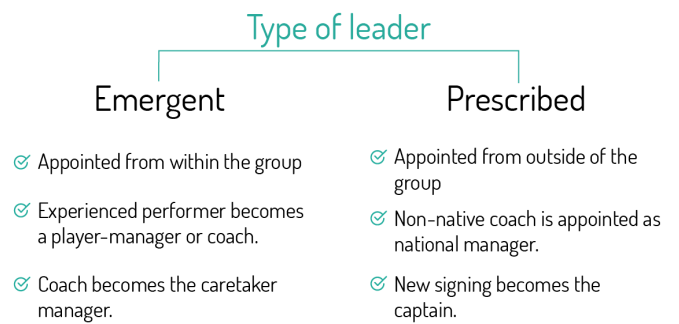 Type of leader
Emergent
Prescribed
Appointed from within the group
Experienced performer becomes
a player-manager or coach.
Coach becomes the caretaker
manager.
Appointed from outside of the
group
Non-native coach is appointed as
national manager.
New signing becomes the
captain.